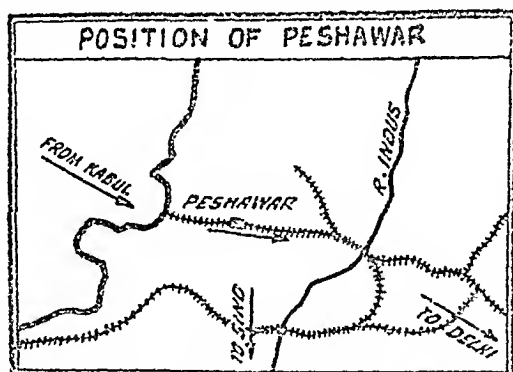 POSITION OF PESHAWAR
FROM KABUL
PESHAWAR
R. INDUS
TO SIND
TO DELHI